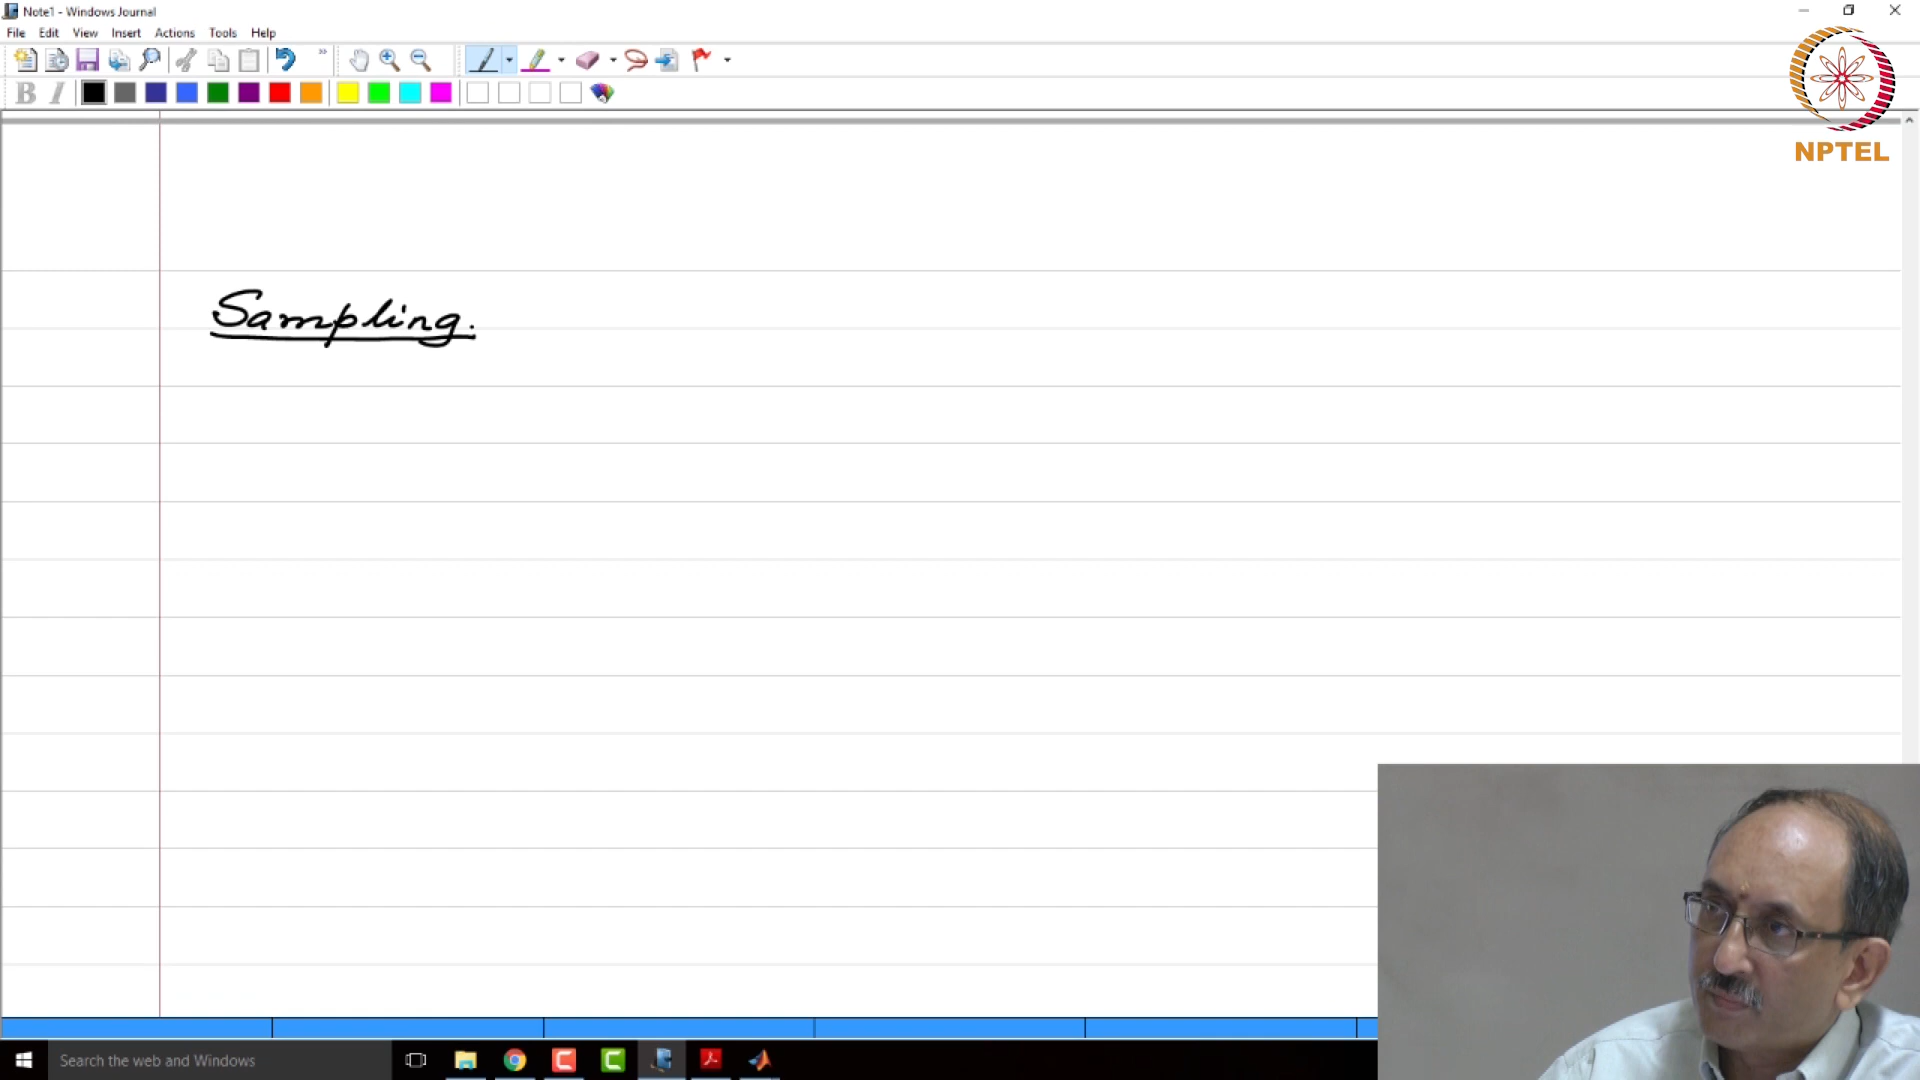 Note1 - Windows Journal
File Edit View Insert Actions Tools Help
B I
NPTEL
Sampling.
Search the web and Windows